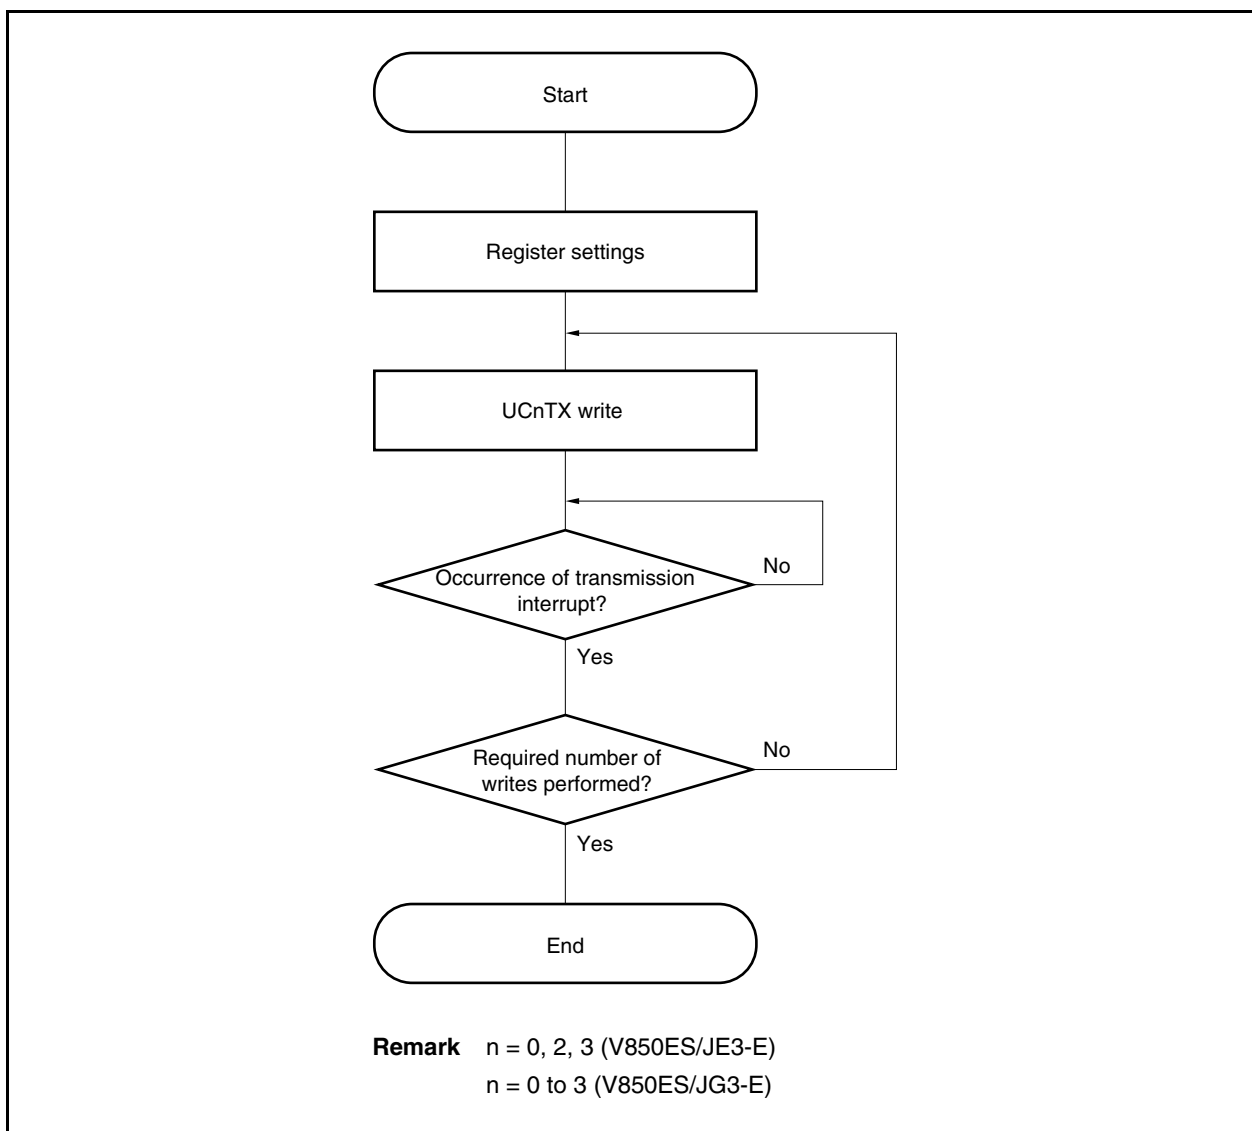 Start
Register settings
UCnTX write
Occurrence of transmission
interrupt?
No
Yes
Required number of
writes performed?
No
Yes
End
Remark n = 0, 2, 3 (V850ES/JE3-E)
n = 0 to 3 (V850ES/JG3-E)